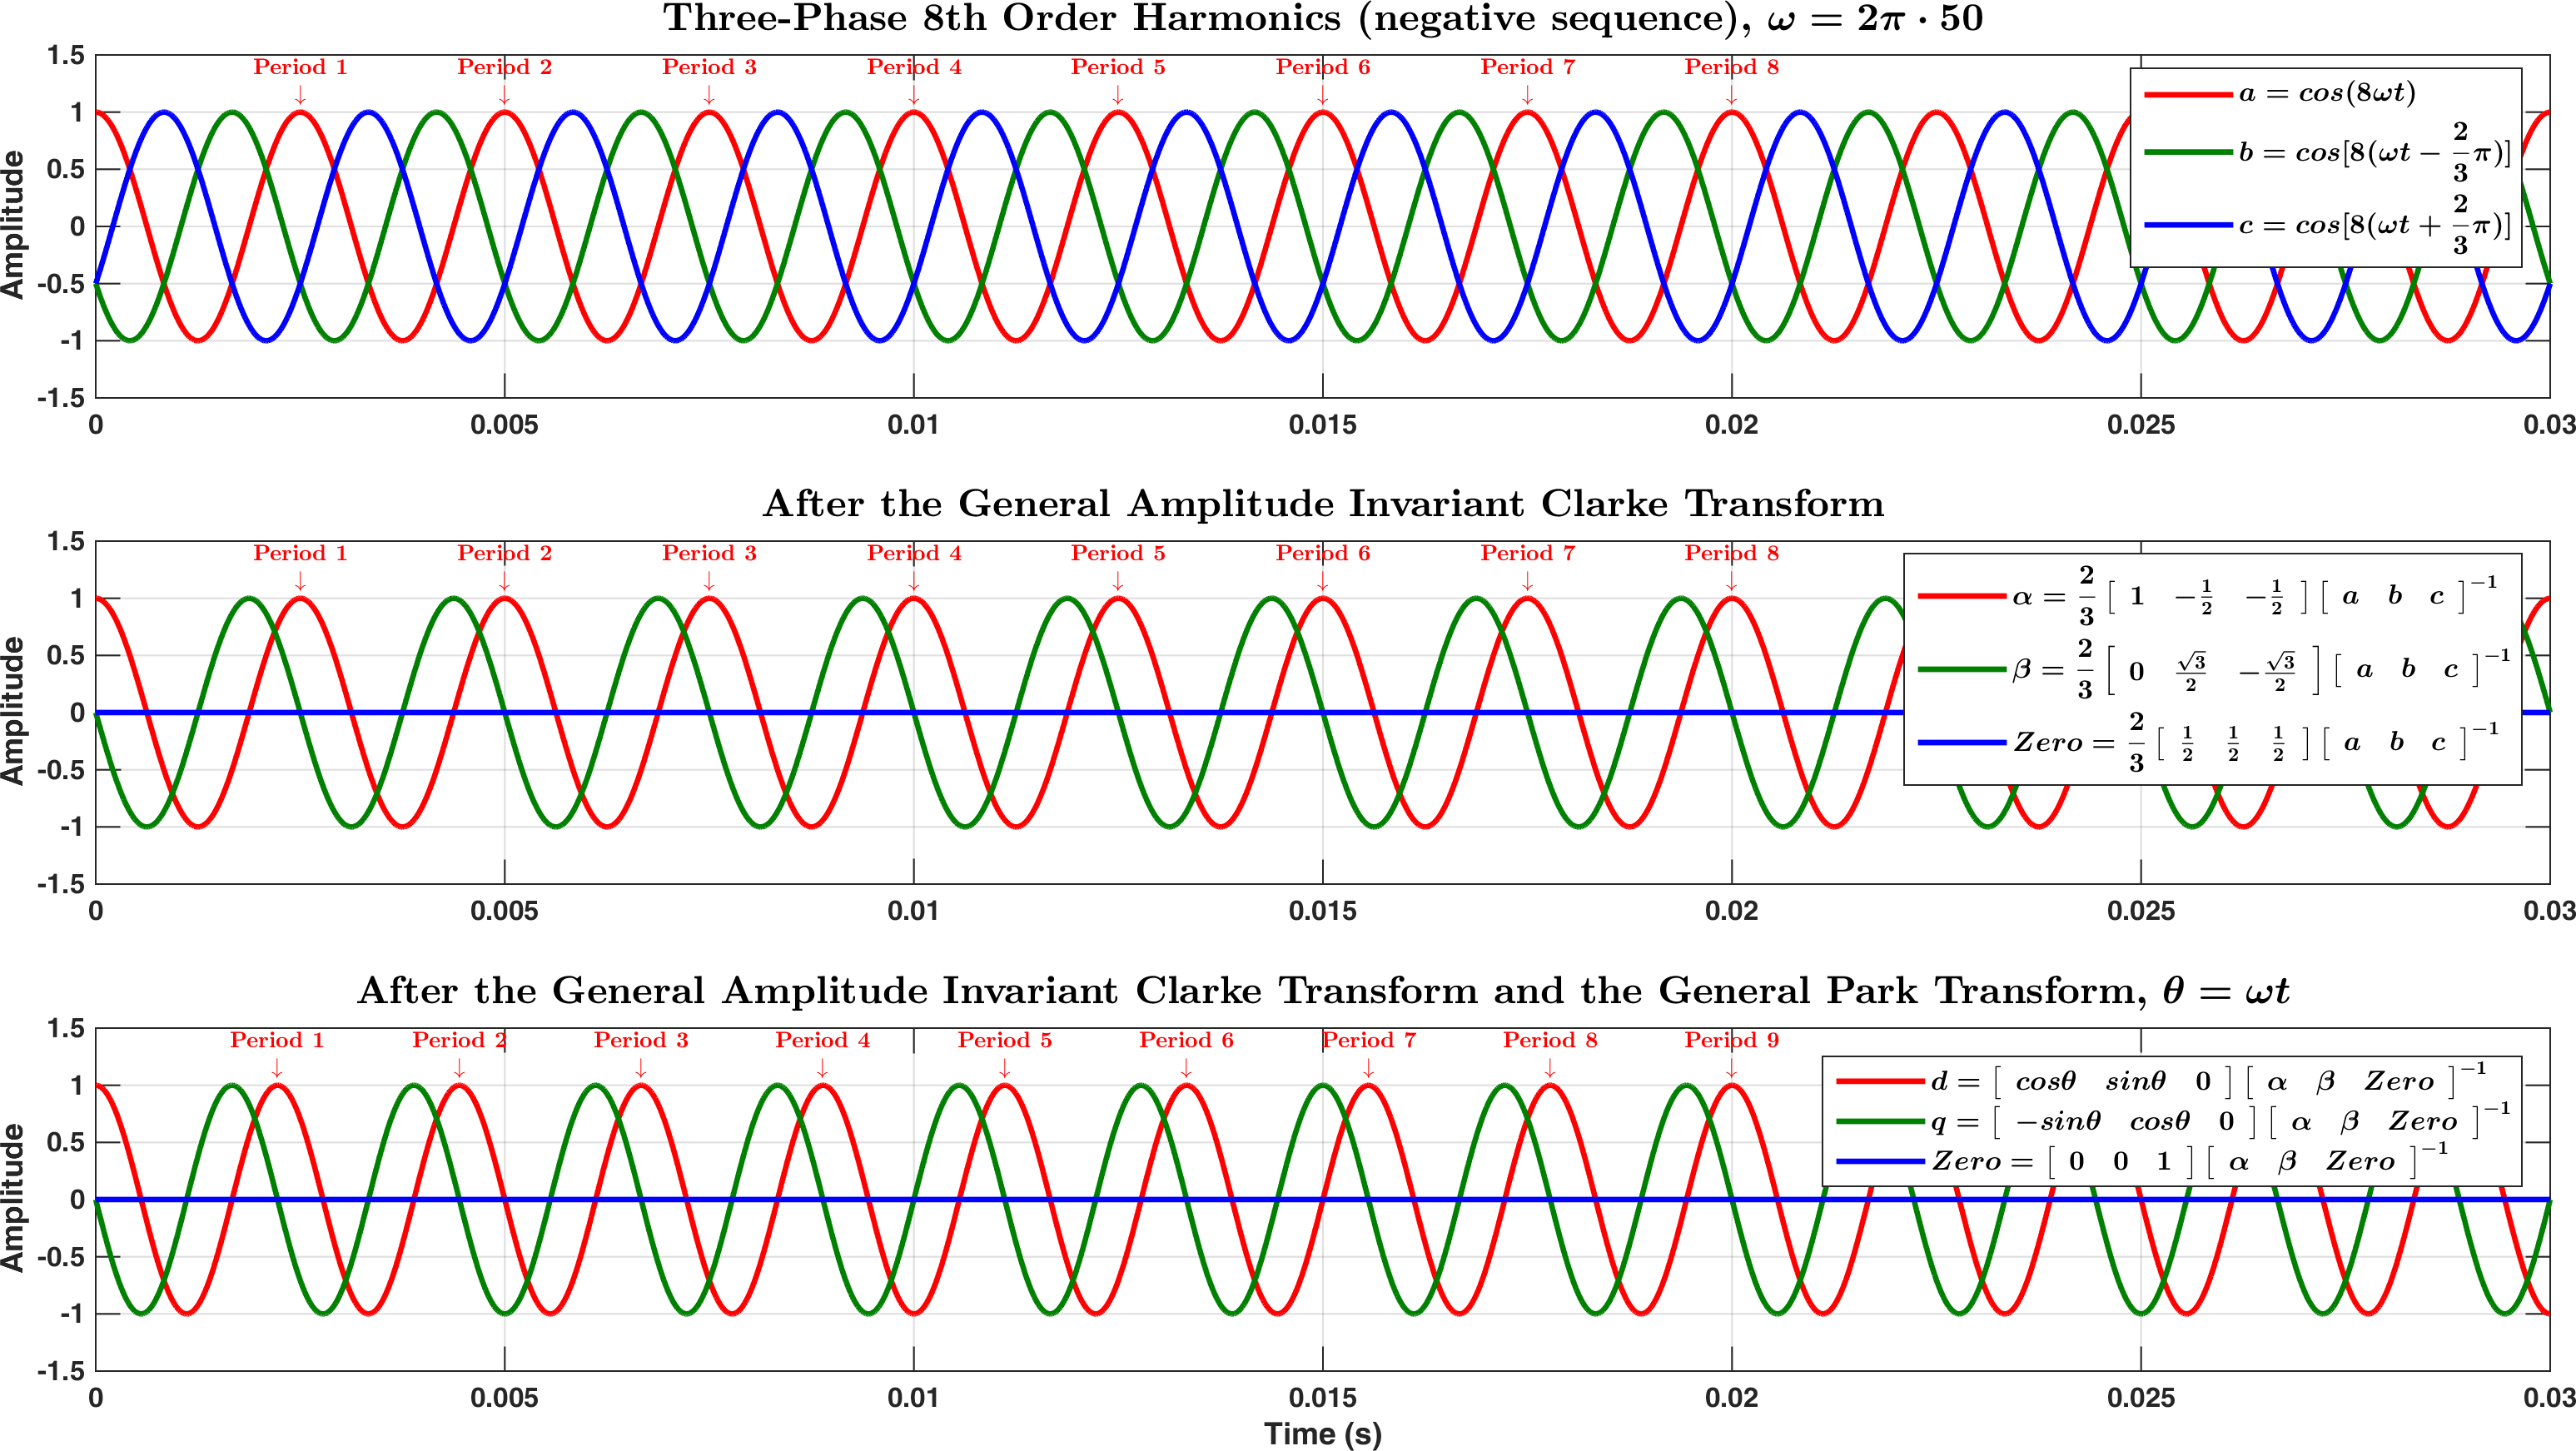 Three-Phase 8th Order Harmonics (negative sequence), ω = 2π · 50
1.5
1
0.5
0
-0.5
-1
-1.5
Amplitude
Period 1 Period 2 Period 3 Period 4 Period 5 Period 6 Period 7 Period 8
↓ ↓ ↓ ↓ ↓ ↓ ↓ ↓
a = cos(8ωt)
b = cos[8(ωt − 2/3 π)]
c = cos[8(ωt + 2/3 π)]
0 0.005 0.01 0.015 0.02 0.025 0.03
After the General Amplitude Invariant Clarke Transform
1.5
1
0.5
0
-0.5
-1
-1.5
Amplitude
Period 1 Period 2 Period 3 Period 4 Period 5 Period 6 Period 7 Period 8
↓ ↓ ↓ ↓ ↓ ↓ ↓ ↓
α = 2/3 [ 1 −1/2 −1/2 ] [ a b c ]⁻¹
β = 2/3 [ 0 √3/2 −√3/2 ] [ a b c ]⁻¹
Zero = 2/3 [ 1/2 1/2 1/2 ] [ a b c ]⁻¹
0 0.005 0.01 0.015 0.02 0.025 0.03
After the General Amplitude Invariant Clarke Transform and the General Park Transform, θ = ωt
1.5
1
0.5
0
-0.5
-1
-1.5
Amplitude
Period 1 Period 2 Period 3 Period 4 Period 5 Period 6 Period 7 Period 8 Period 9
↓ ↓ ↓ ↓ ↓ ↓ ↓ ↓ ↓
d = [ cosθ sinθ 0 ] [ α β Zero ]⁻¹
q = [ −sinθ cosθ 0 ] [ α β Zero ]⁻¹
Zero = [ 0 0 1 ] [ α β Zero ]⁻¹
0 0.005 0.01 0.015 0.02 0.025 0.03
Time (s)